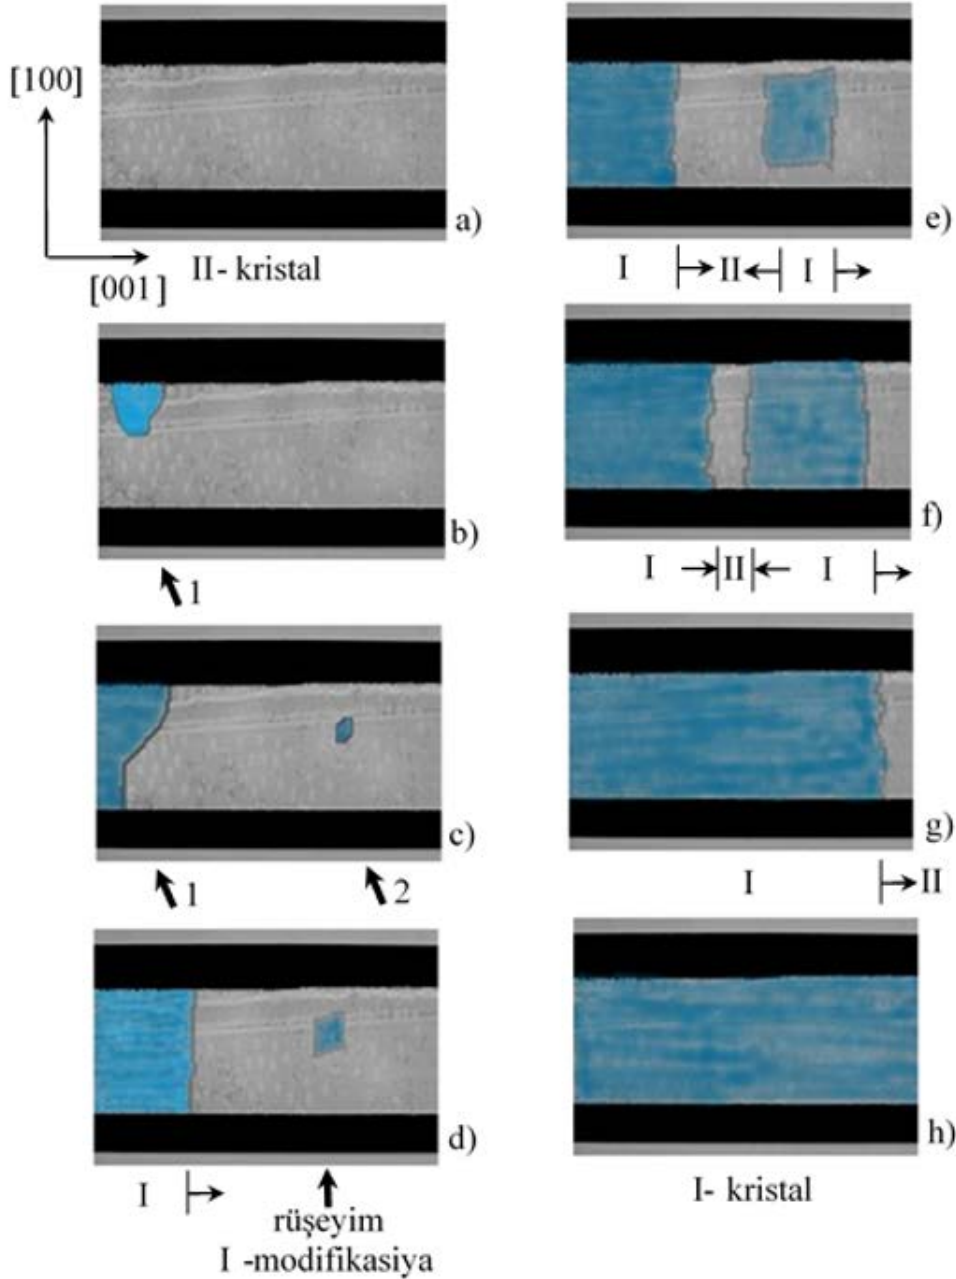 [100]
a)
[001]
II- kristal
b)
1
c)
1
2
d)
I
rüşeyim
I -modifikasiya
e)
I II I
f)
I II I
g)
I II
h)
I- kristal